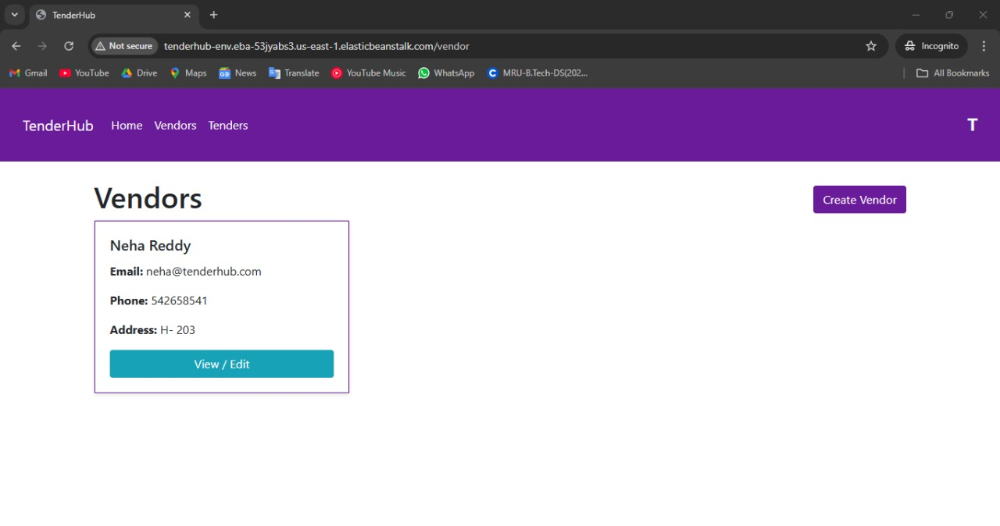 TenderHub
Not secure tenderhub-env.eba-53jyabs3.us-east-1.elasticbeanstalk.com/vendor Incognito
Gmail YouTube Drive Maps News Translate YouTube Music WhatsApp MRU-B.Tech-DS(202... All Bookmarks
TenderHub Home Vendors Tenders T
Vendors Create Vendor
Neha Reddy
Email: neha@tenderhub.com
Phone: 542658541
Address: H- 203
View / Edit